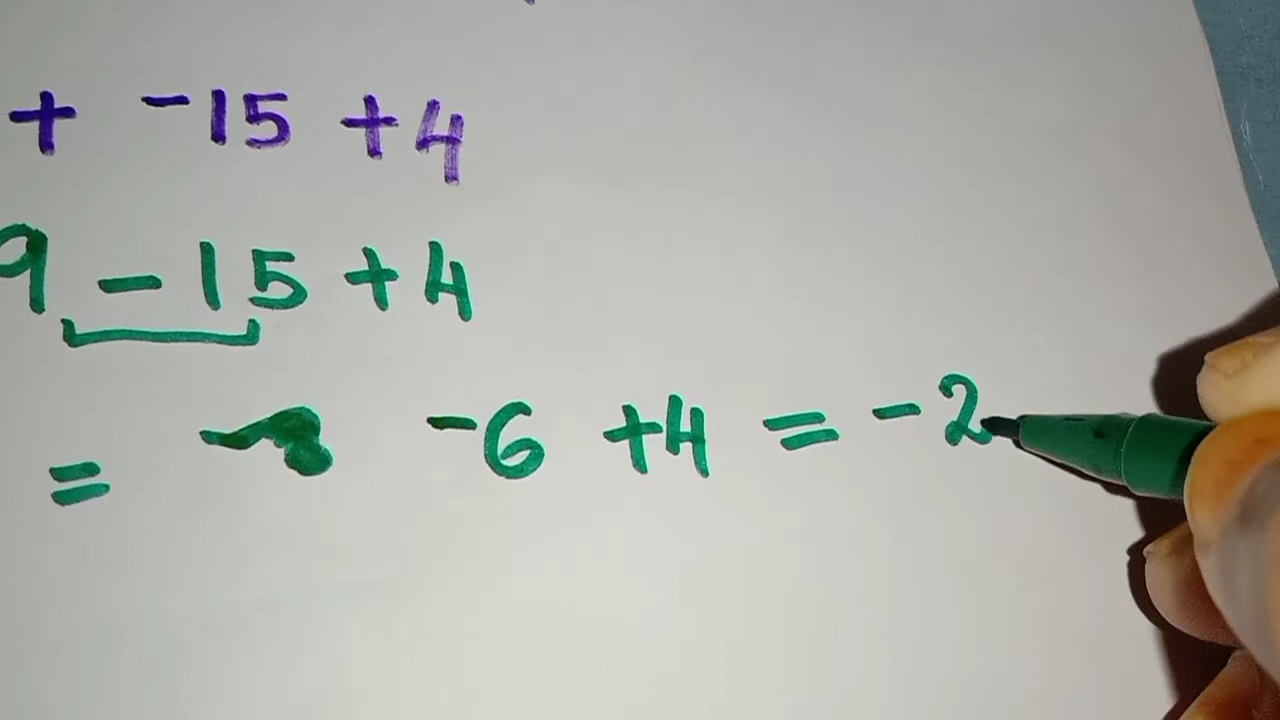 + -15 +4
9 - 15 + 4
= -6 +4 = -2